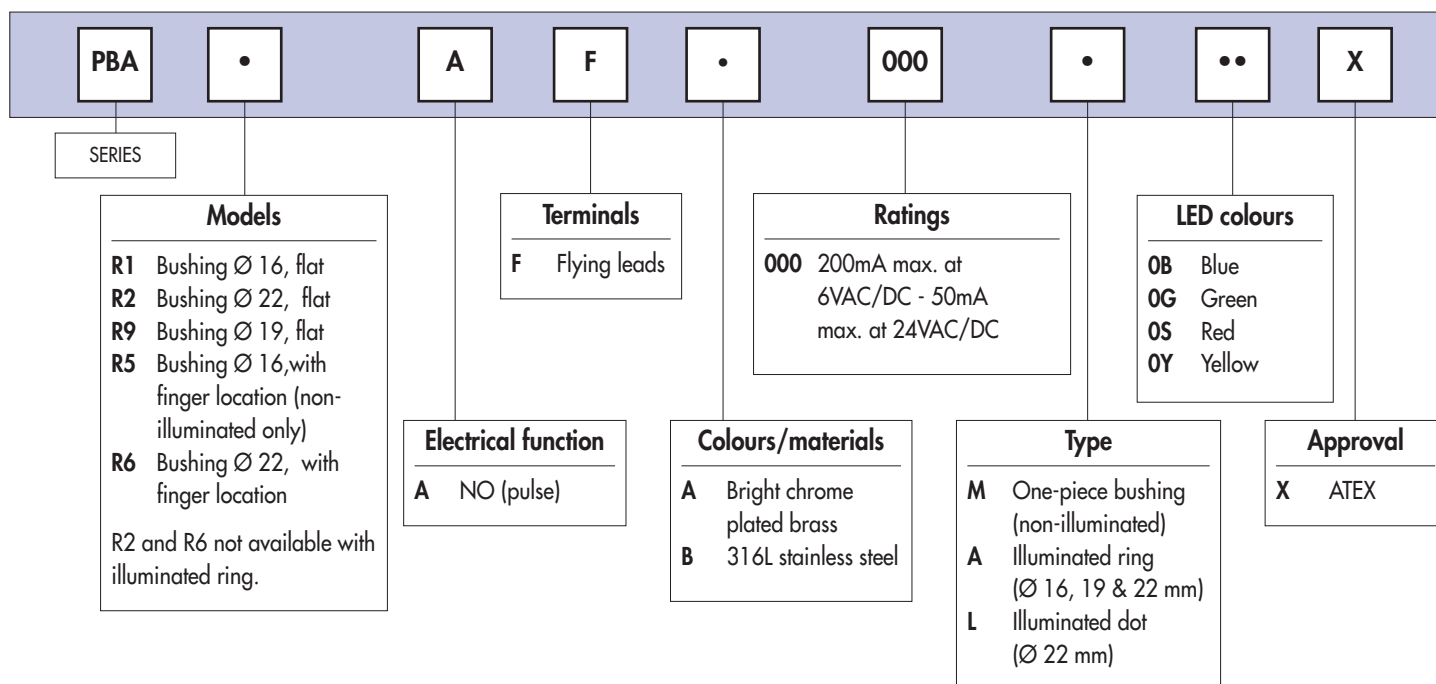 PBA • A F • 000 • •• X
SERIES
Models
R1 Bushing Ø 16, flat
R2 Bushing Ø 22, flat
R9 Bushing Ø 19, flat
R5 Bushing Ø 16,with
finger location (non-
illuminated only)
R6 Bushing Ø 22, with
finger location
R2 and R6 not available with
illuminated ring.
Electrical function
A NO (pulse)
Terminals
F Flying leads
Colours/materials
A Bright chrome
plated brass
B 316L stainless steel
Ratings
000 200mA max. at
6VAC/DC - 50mA
max. at 24VAC/DC
Type
M One-piece bushing
(non-illuminated)
A Illuminated ring
(Ø 16, 19 & 22 mm)
L Illuminated dot
(Ø 22 mm)
LED colours
0B Blue
0G Green
0S Red
0Y Yellow
Approval
X ATEX